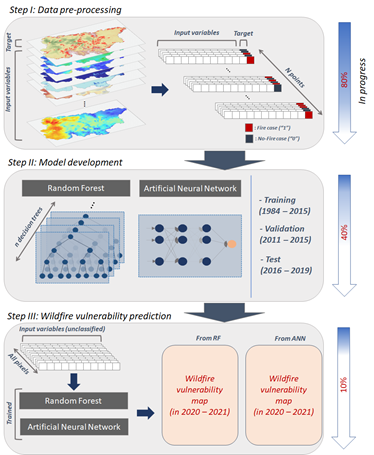 Step I: Data pre-processing
Target
Input variables
Input variables
Target
...
N points
...
: Fire case ("1")
: No-Fire case ("0")
80%
In progress
Step II: Model development
Random Forest
Artificial Neural Network
n decision trees
- Training
(1984 – 2015)
- Validation
(2011 – 2015)
- Test
(2016 – 2019)
40%
Step III: Wildfire vulnerability prediction
Input variables (unclassified)
All pixels
Trained
Random Forest
Artificial Neural Network
From RF
Wildfire
vulnerability
map
(in 2020 – 2021)
From ANN
Wildfire
vulnerability
map
(in 2020 – 2021)
10%